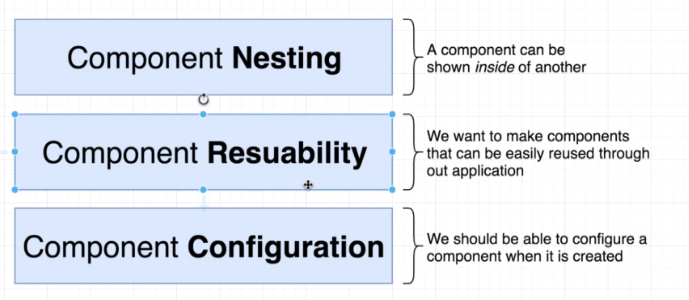 Component Nesting
A component can be
shown inside of another
Component Resuability
We want to make components
that can be easily reused through
out application
Component Configuration
We should be able to configure a
component when it is created